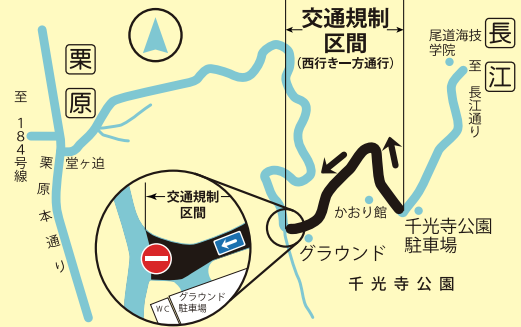 交通規制
区間
(西行き一方通行)
尾道海技
学院
長
江
至 長江通り
栗
原
至 184号線
堂ヶ迫
栗原本通り
交通規制
区間
かおり館
千光寺公園
駐車場
グラウンド
千光寺公園
グラウンド
駐車場
WC